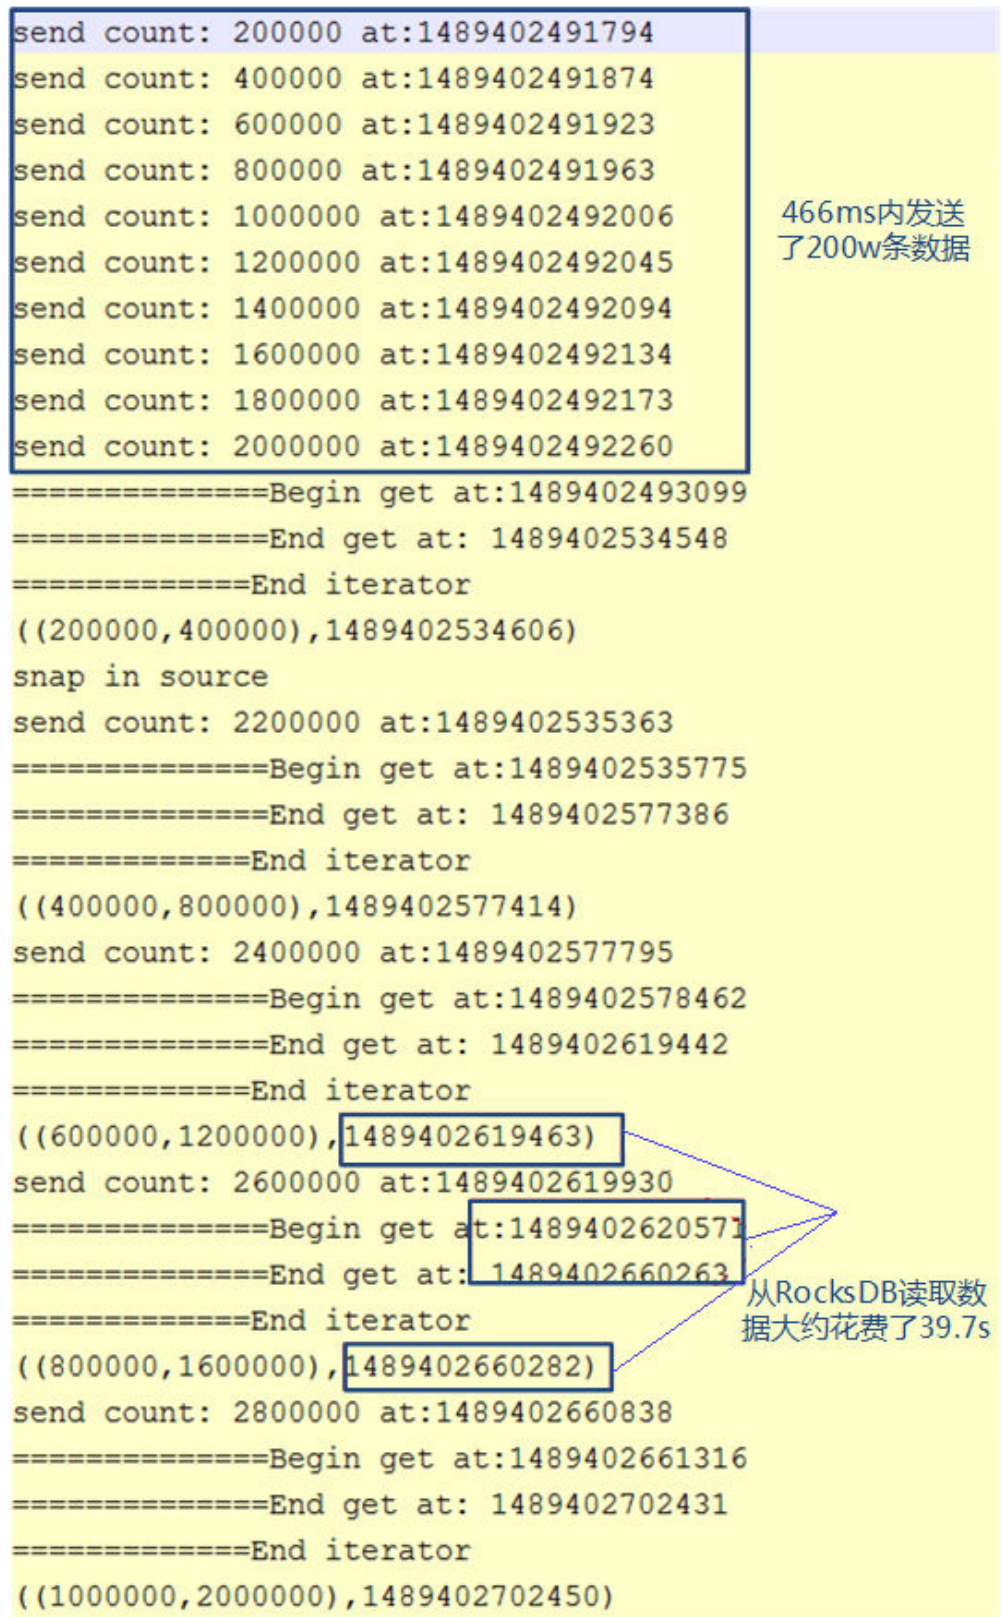 send count: 200000 at:1489402491794
send count: 400000 at:1489402491874
send count: 600000 at:1489402491923
send count: 800000 at:1489402491963
send count: 1000000 at:1489402492006
send count: 1200000 at:1489402492045
send count: 1400000 at:1489402492094
send count: 1600000 at:1489402492134
send count: 1800000 at:1489402492173
send count: 2000000 at:1489402492260
466ms内发送
了200w条数据
==============Begin get at:1489402493099
==============End get at: 1489402534548
=============End iterator
((200000,400000),1489402534606)
snap in source
send count: 2200000 at:1489402535363
==============Begin get at:1489402535775
==============End get at: 1489402577386
=============End iterator
((400000,800000),1489402577414)
send count: 2400000 at:1489402577795
==============Begin get at:1489402578462
==============End get at: 1489402619442
=============End iterator
((600000,1200000),1489402619463)
send count: 2600000 at:1489402619930
==============Begin get at:1489402620571
==============End get at: 1489402660263
=============End iterator
((800000,1600000),1489402660282)
从RocksDB读取数
据大约花费了39.7s
send count: 2800000 at:1489402660838
==============Begin get at:1489402661316
==============End get at: 1489402702431
=============End iterator
((1000000,2000000),1489402702450)